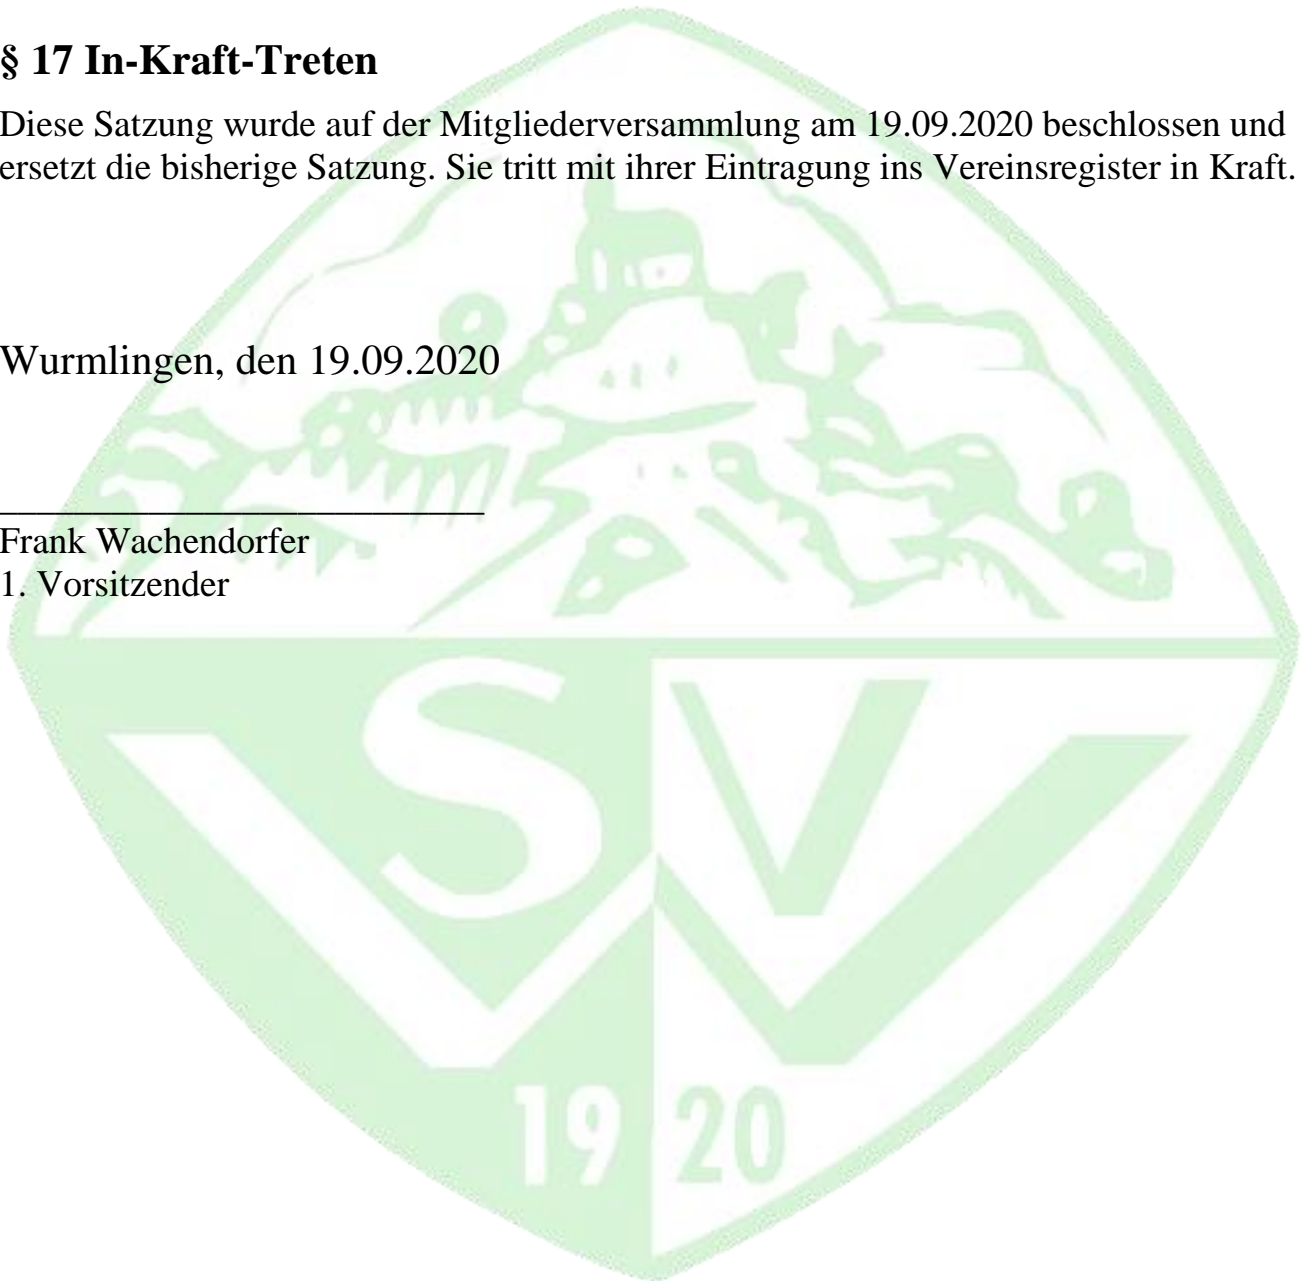 § 17 In-Kraft-Treten
Diese Satzung wurde auf der Mitgliederversammlung am 19.09.2020 beschlossen und
ersetzt die bisherige Satzung. Sie tritt mit ihrer Eintragung ins Vereinsregister in Kraft.
Wurmlingen, den 19.09.2020
Frank Wachendorfer
1. Vorsitzender
SV
W
19 20